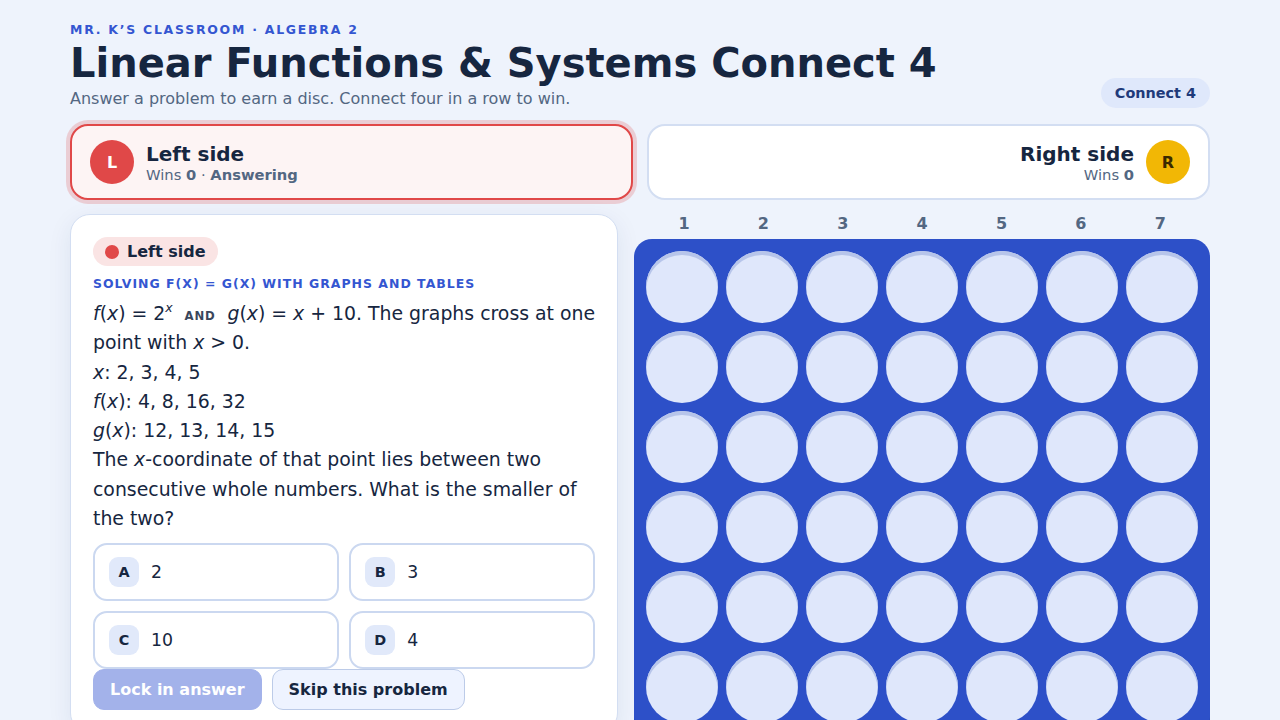 MR. K’S CLASSROOM · ALGEBRA 2
Linear Functions & Systems Connect 4
Answer a problem to earn a disc. Connect four in a row to win.
Connect 4
L
Left side
Wins 0 · Answering
Right side
Wins 0
R
Left side
SOLVING F(X) = G(X) WITH GRAPHS AND TABLES
f(x) = 2ˣ AND g(x) = x + 10. The graphs cross at one
point with x > 0.
x: 2, 3, 4, 5
f(x): 4, 8, 16, 32
g(x): 12, 13, 14, 15
The x-coordinate of that point lies between two
consecutive whole numbers. What is the smaller of
the two?
A 2
B 3
C 10
D 4
Lock in answer
Skip this problem
1 2 3 4 5 6 7